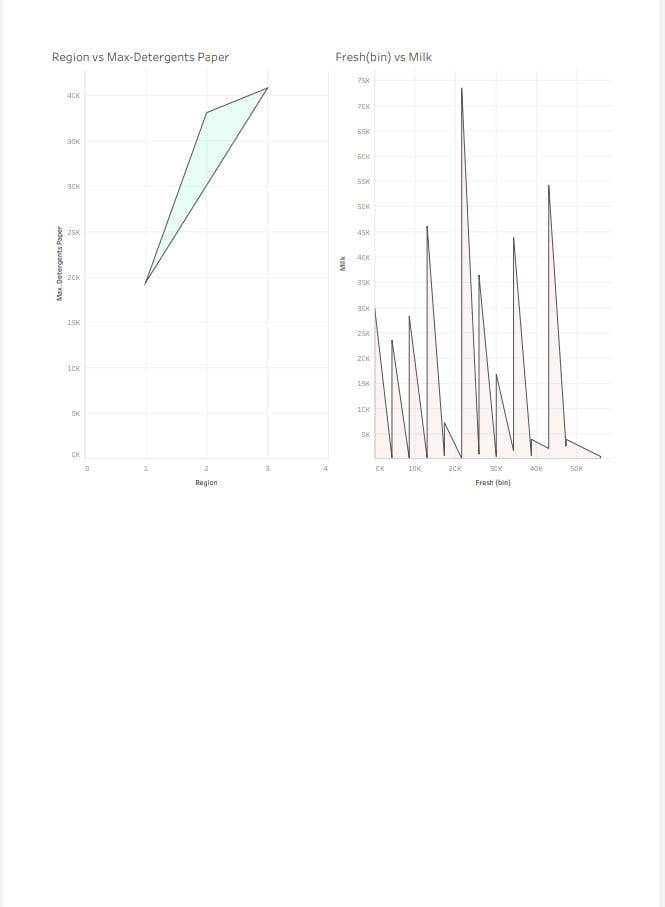 Region vs Max-Detergents Paper
40K
35K
30K
25K
20K
15K
10K
5K
0K
Max. Detergents Paper
0 1 2 3 4
Region
Fresh(bin) vs Milk
75K
70K
65K
60K
55K
50K
45K
40K
35K
30K
25K
20K
15K
10K
5K
Milk
0K 10K 20K 30K 40K 50K
Fresh (bin)